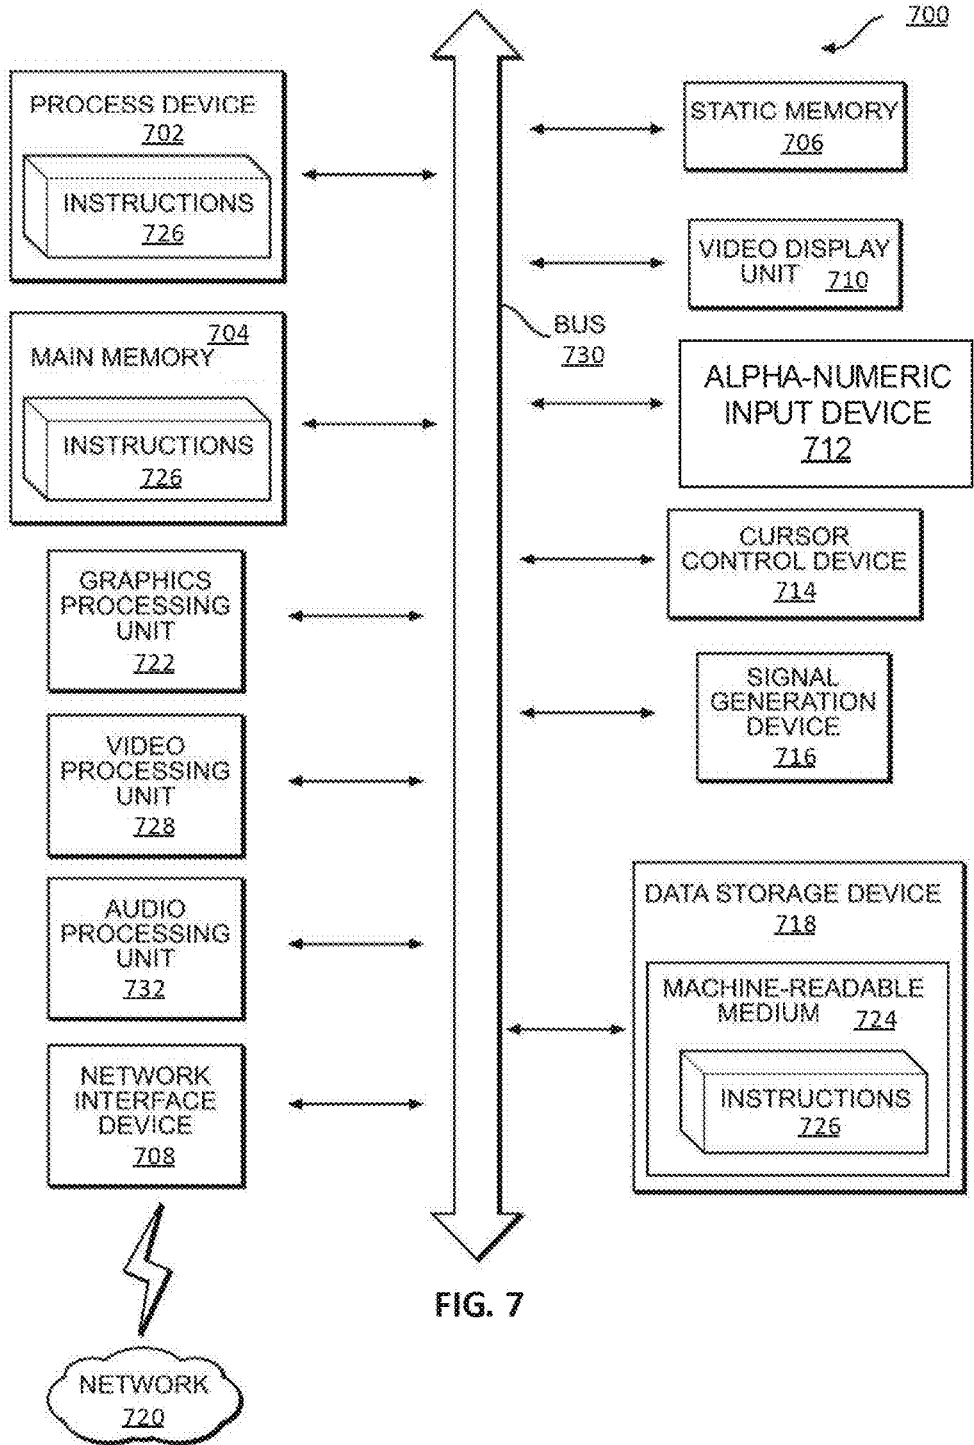 700
PROCESS DEVICE
702
INSTRUCTIONS
726
704
MAIN MEMORY
INSTRUCTIONS
726
GRAPHICS
PROCESSING
UNIT
722
VIDEO
PROCESSING
UNIT
728
AUDIO
PROCESSING
UNIT
732
NETWORK
INTERFACE
DEVICE
708
NETWORK
720
BUS
730
STATIC MEMORY
706
VIDEO DISPLAY
UNIT 710
ALPHA-NUMERIC
INPUT DEVICE
712
CURSOR
CONTROL DEVICE
714
SIGNAL
GENERATION
DEVICE
716
DATA STORAGE DEVICE
718
MACHINE-READABLE
MEDIUM 724
INSTRUCTIONS
726
FIG. 7